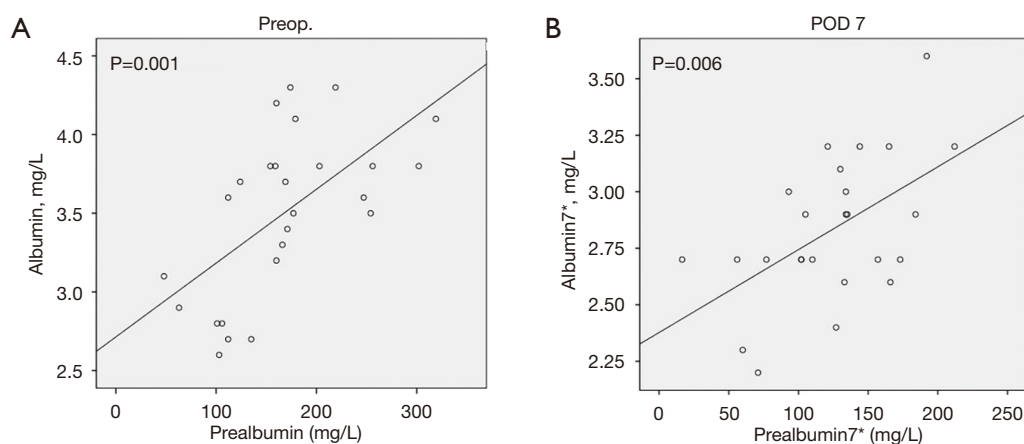 A
Preop.
P=0.001
Albumin, mg/L
4.5
4.0
3.5
3.0
2.5
0 100 200 300
Prealbumin (mg/L)
B
POD 7
P=0.006
Albumin7*, mg/L
3.50
3.25
3.00
2.75
2.50
2.25
0 50 100 150 200 250
Prealbumin7* (mg/L)